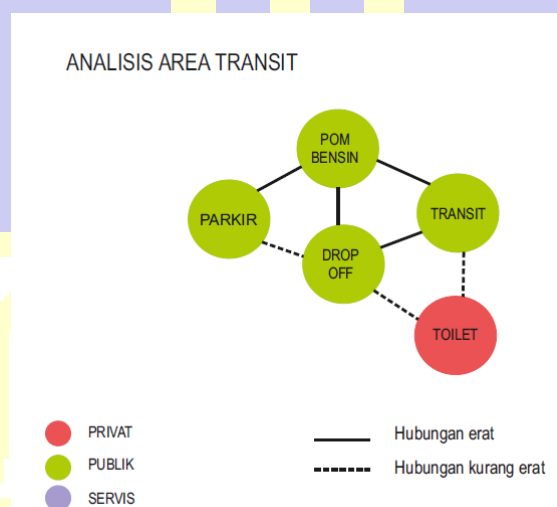 ANALISIS AREA TRANSIT
POM
BENSIN
PARKIR
TRANSIT
DROP
OFF
TOILET
PRIVAT
Hubungan erat
PUBLIK
Hubungan kurang erat
SERVIS